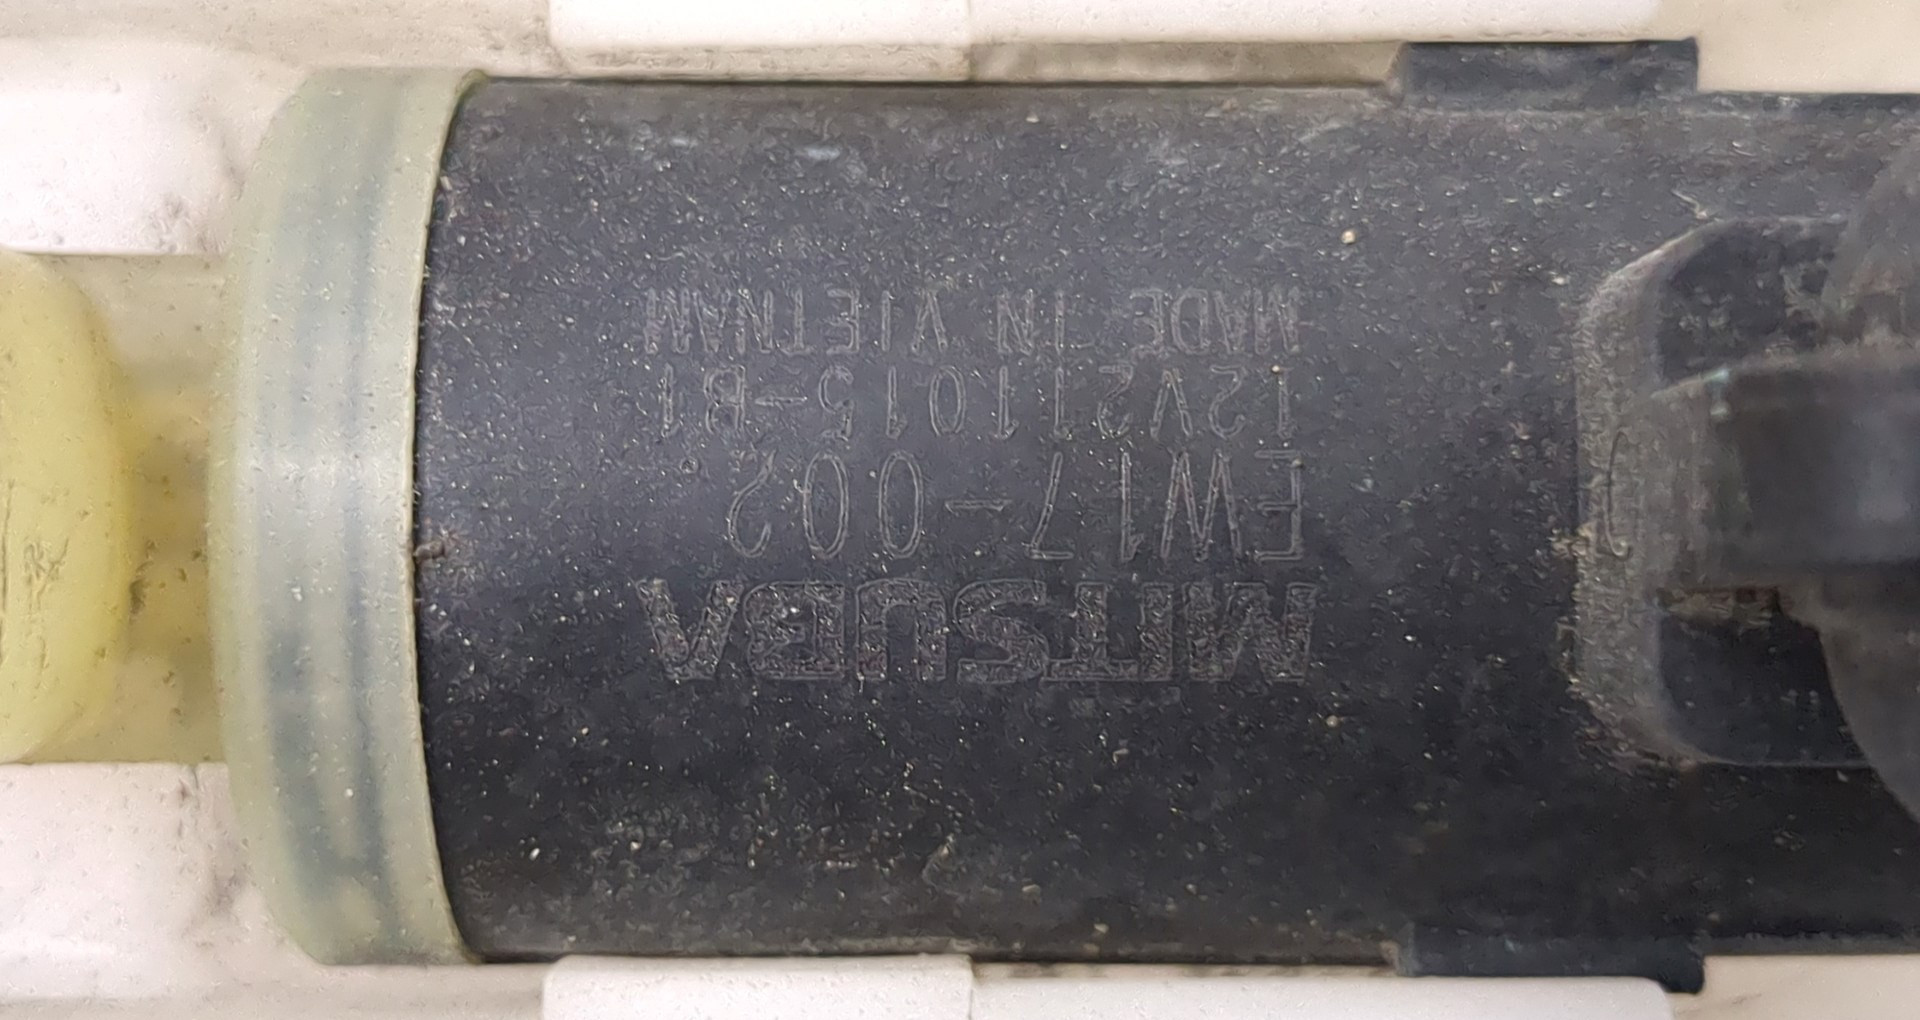 MITSUBA
EW17-002
12V211015-B1
MADE IN VIETNAM